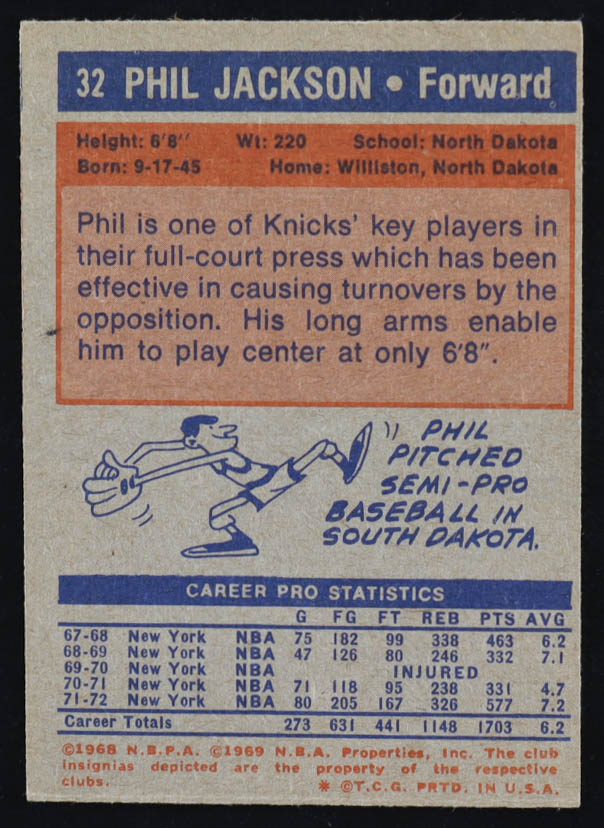 32 PHIL JACKSON • Forward
Height: 6'8" Wt: 220 School: North Dakota
Born: 9-17-45 Home: Williston, North Dakota
Phil is one of Knicks' key players in
their full-court press which has been
effective in causing turnovers by the
opposition. His long arms enable
him to play center at only 6'8".
PHIL
PITCHED
SEMI-PRO
BASEBALL IN
SOUTH DAKOTA.
CAREER PRO STATISTICS
G FG FT REB PTS AVG
67-68 New York NBA 75 182 99 338 463 6.2
68-69 New York NBA 47 126 80 246 332 7.1
69-70 New York NBA INJURED
70-71 New York NBA 71 118 95 238 331 4.7
71-72 New York NBA 80 205 167 326 577 7.2
Career Totals 273 631 441 1148 1703 6.2
©1968 N.B.P.A. ©1969 N.B.A. Properties, Inc. The club
insignias depicted are the property of the respective
clubs. * ©T.C.G. PRTD. IN U.S.A.